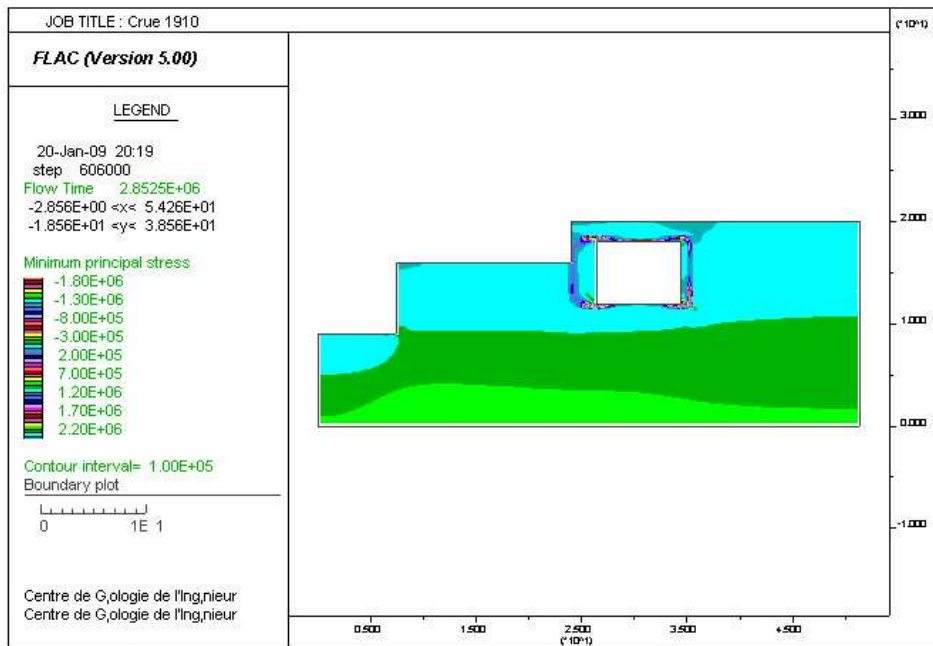 JOB TITLE : Crue 1910
(*10^1)
FLAC (Version 5.00)
LEGEND
20-Jan-09 20:19
step 606000
Flow Time 2.8525E+06
-2.856E+00 <x< 5.426E+01
-1.856E+01 <y< 3.856E+01
Minimum principal stress
-1.80E+06
-1.30E+06
-8.00E+05
-3.00E+05
2.00E+05
7.00E+05
1.20E+06
1.70E+06
2.20E+06
Contour interval= 1.00E+05
Boundary plot
0 1E 1
Centre de G,ologie de l'Ing,nieur
Centre de G,ologie de l'Ing,nieur
3.000
2.000
1.000
0.000
-1.000
0.500 1.500 2.500 3.500 4.500
(*10^1)